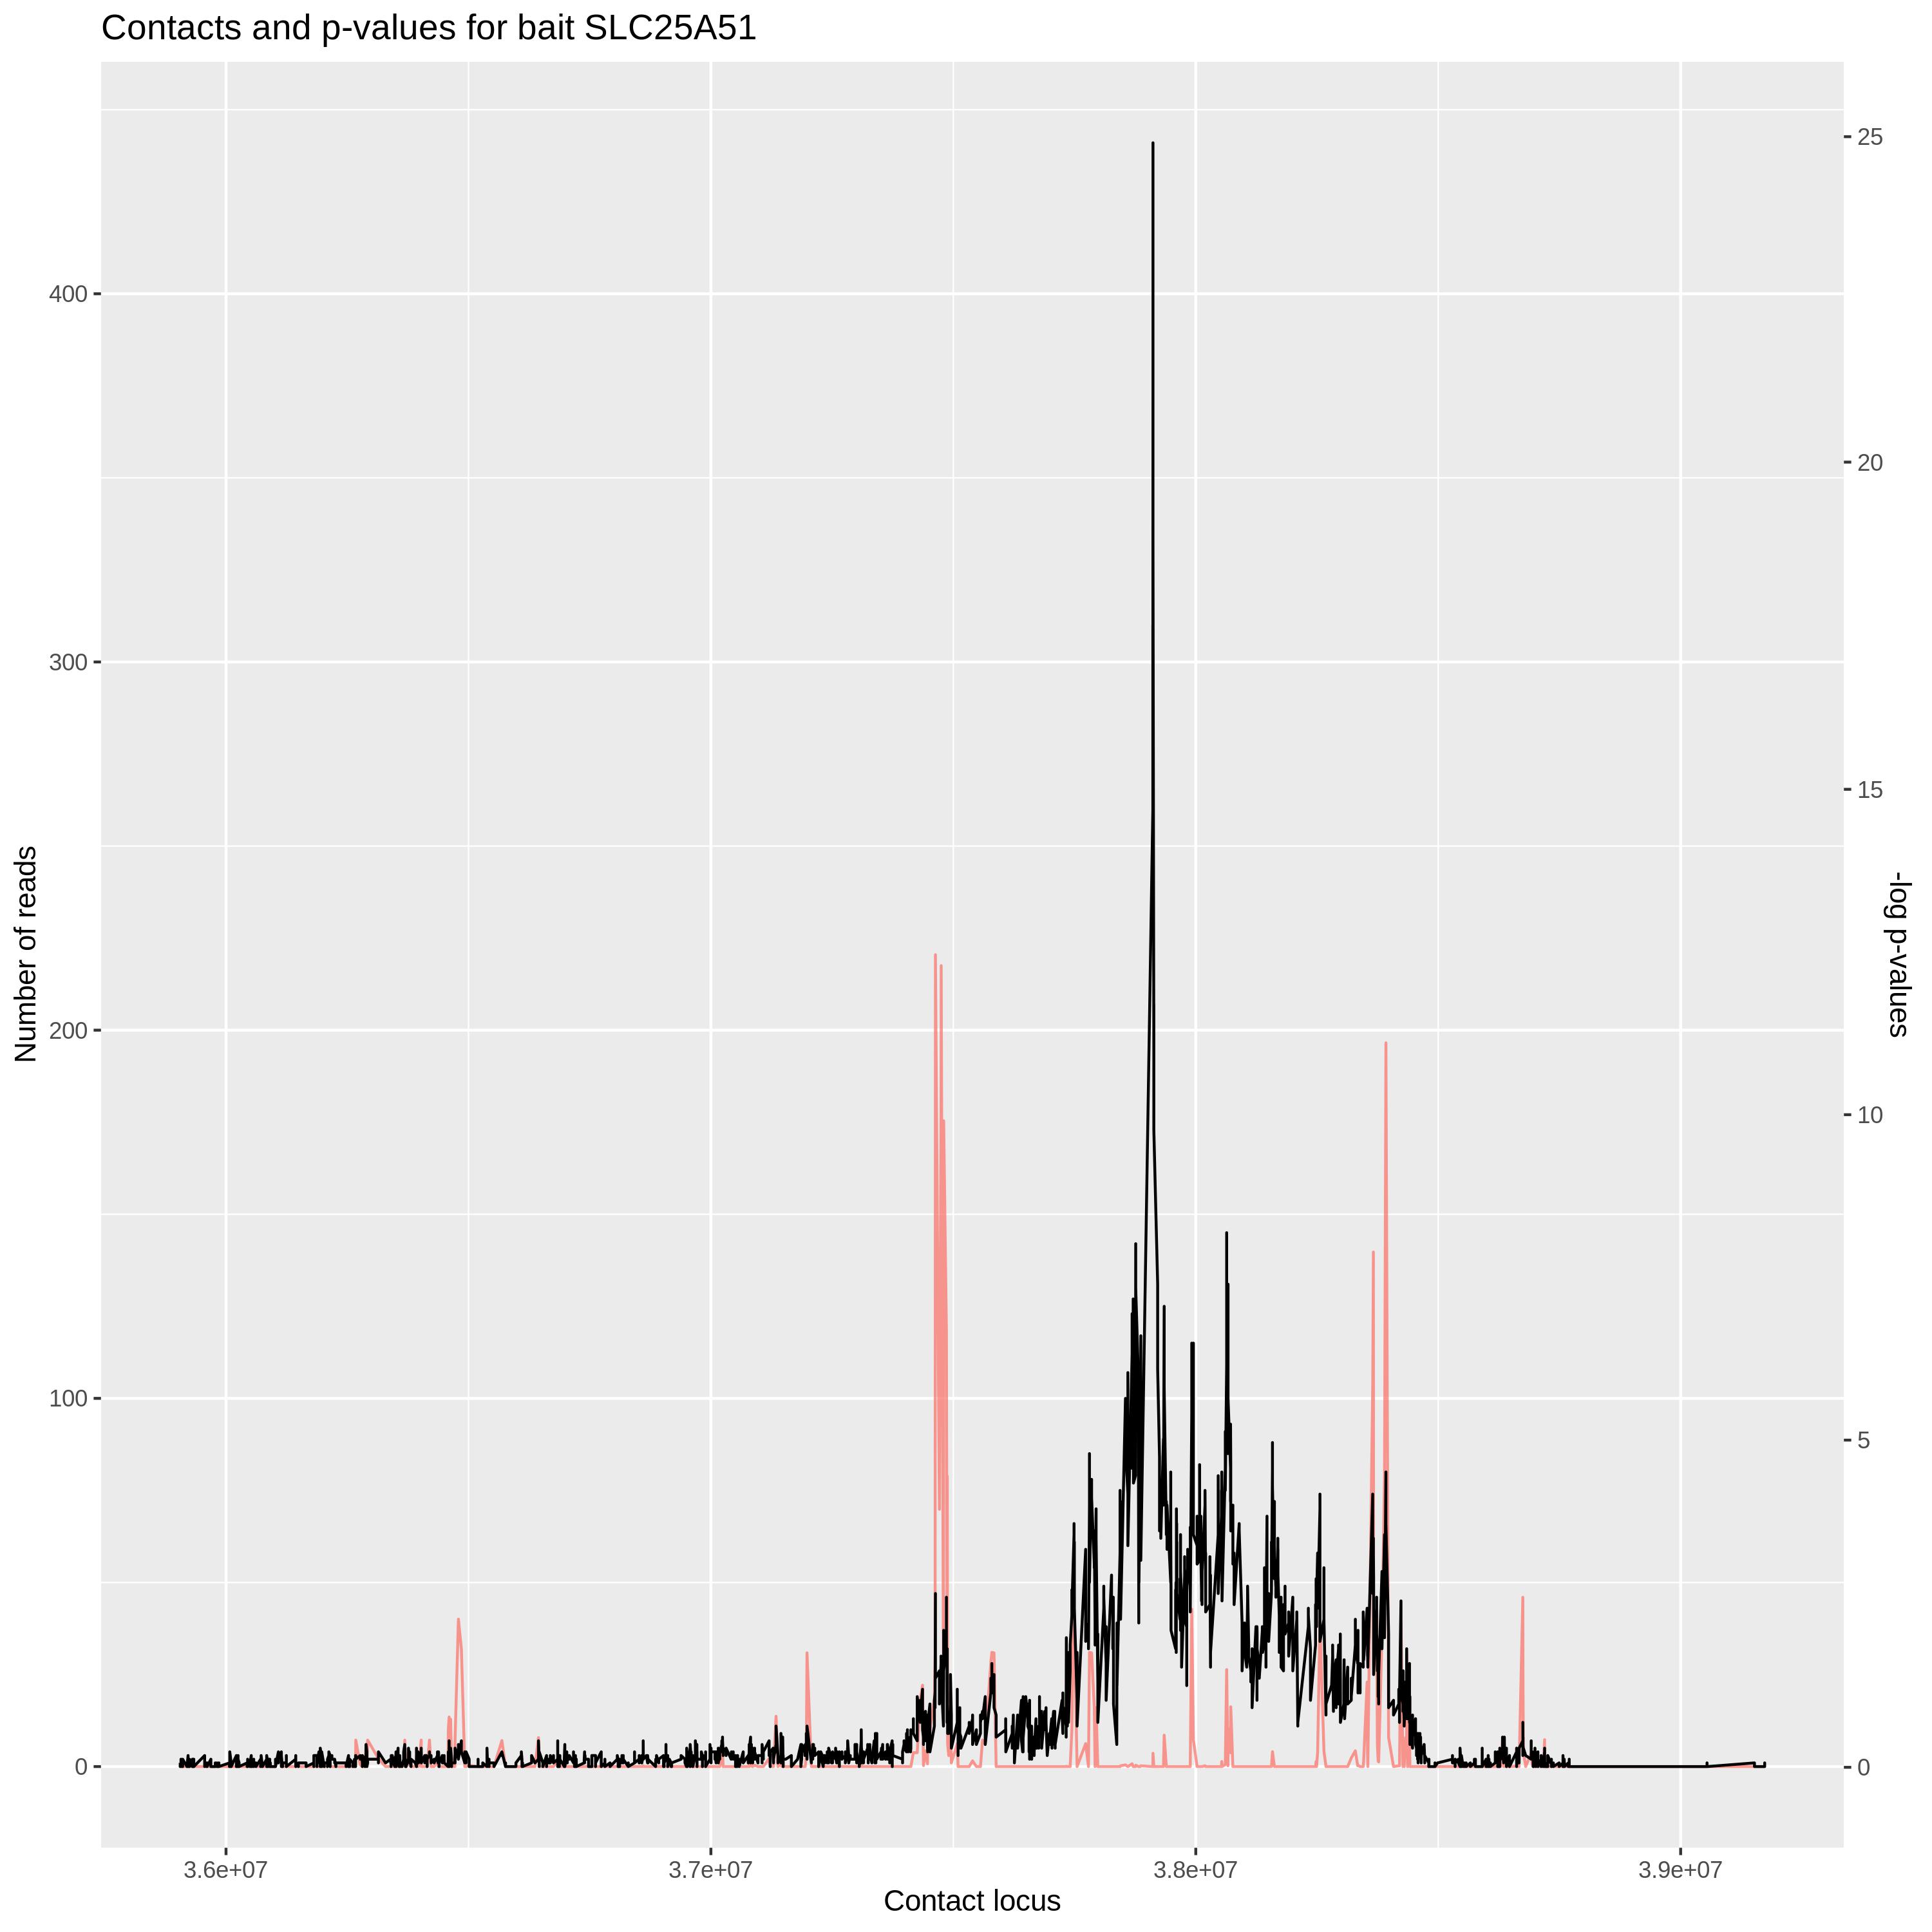 Contacts and p-values for bait SLC25A51
Number of reads
400
300
200
100
0
25
20
15
10
5
0
-log p-values
3.6e+07 3.7e+07 3.8e+07 3.9e+07
Contact locus